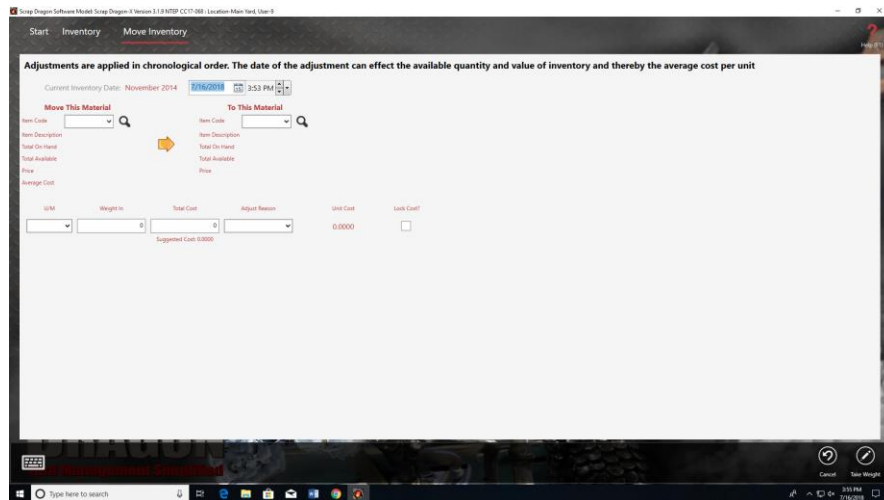 Scrap Dragon Software Model: Scrap Dragon-X Version 3.1.9 NTEP CC17-068 : Location-Main Yard, User-9
Start Inventory Move Inventory
Help (F1)
Adjustments are applied in chronological order. The date of the adjustment can effect the available quantity and value of inventory and thereby the average cost per unit
Current Inventory Date: November 2014 7/16/2018 15 3:53 PM
Move This Material To This Material
Item Code Item Code
Item Description Item Description
Total On Hand Total On Hand
Total Available Total Available
Price Price
Average Cost
U/M Weight In Total Cost Adjust Reason Unit Cost Lock Cost?
0 0 0.0000
Suggested Cost: 0.0000
DRAGON
Cancel Take Weight
Type here to search
3:55 PM
7/16/2018